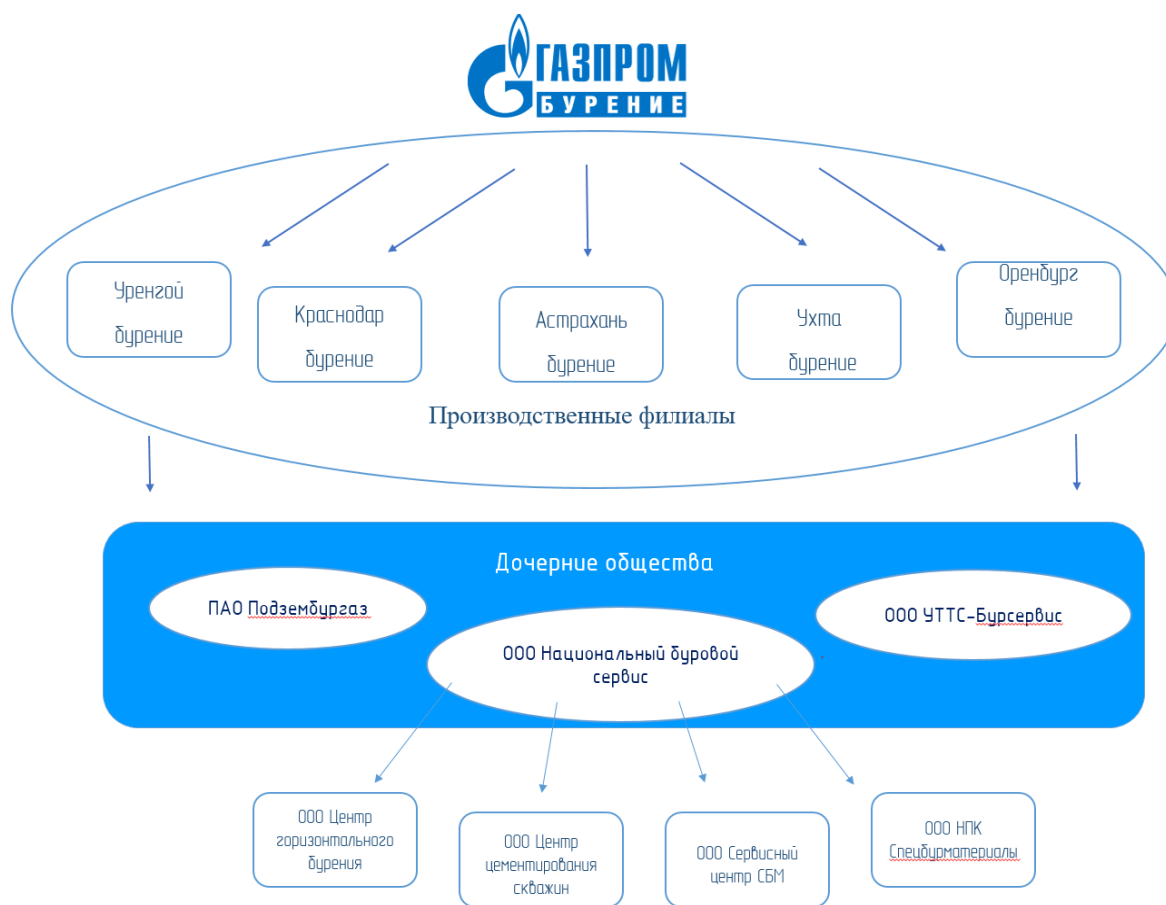 ГАЗПРОМ
БУРЕНИЕ
Уренгой
бурение
Краснодар
бурение
Астрахань
бурение
Ухта
бурение
Оренбург
бурение
Производственные филиалы
Дочерние общества
ПАО Подзембургаз
ООО Национальный буровой
сервис
ООО УТТС-Бурсервис
ООО Центр
горизонтального
бурения
ООО Центр
цементирования
скважин
ООО Сервисный
центр СБМ
ООО НПК
Спецбурматериалы